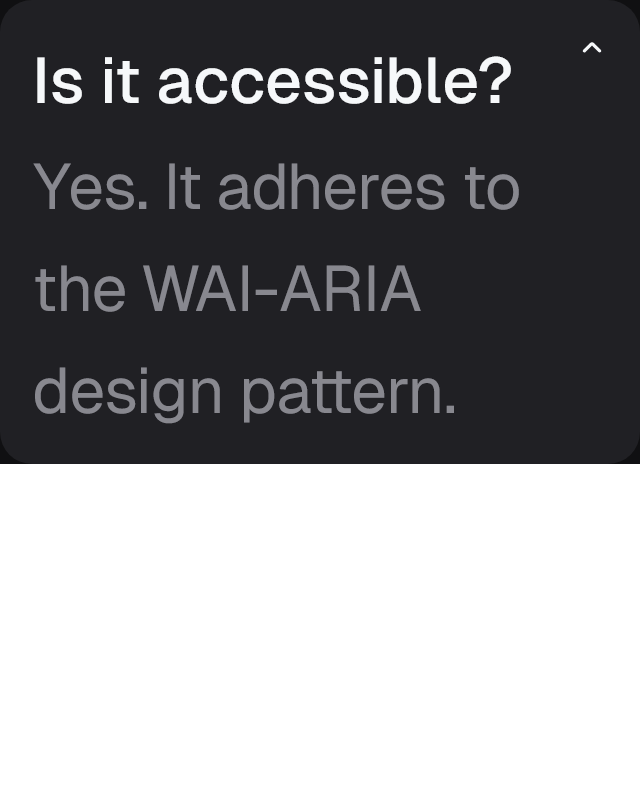 Is it accessible?
Yes. It adheres to
the WAI-ARIA
design pattern.